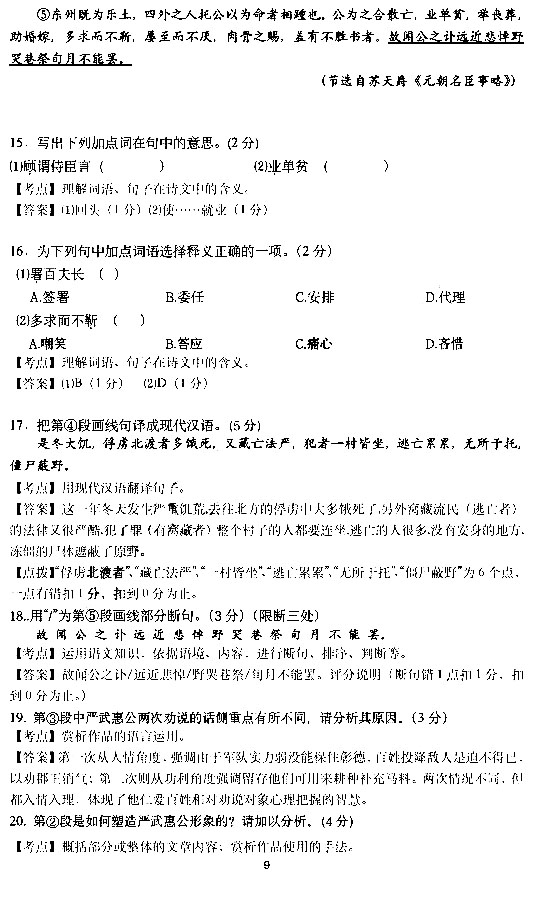 ⑤东州既为乐土，四外之人托公以为命者相踵也。公为之合散亡，业单贫，举丧葬，
助婚嫁，多求而不靳，屡至而不厌，肉骨之赐，盖有不胜书者。故闻公之讣远近悲悼野
哭巷祭旬月不能罢。
（节选自苏天爵《元朝名臣事略》）
15．写出下列加点词在句中的意思。(2分)
⑴顾谓侍臣言（　　　　）　　　⑵业单贫　（　　　　）
【考点】理解词语、句子在诗文中的含义。
【答案】⑴回头（1分）⑵使……就业（1分）
16．为下列句中加点词语选择释义正确的一项。（2分）
⑴署百夫长　（　）
A.签署　　　B.委任　　　C.安排　　　D.代理
⑵多求而不靳　（　　）
A.嘲笑　　　B.答应　　　C.痛心　　　D.吝惜
【考点】理解词语、句子在诗文中的含义。
【答案】⑴B（1分）　⑵D（1分）
17．把第④段画线句译成现代汉语。(5分)
是冬大饥，俘虏北渡者多饿死，又藏亡法严，犯者一村皆坐，逃亡累累，无所于托，
僵尸蔽野。
【考点】用现代汉语翻译句子。
【答案】这一年冬天发生严重饥荒,去往北方的俘虏中大多饿死了,另外窝藏流民（逃亡者）
的法律又很严酷,犯了罪（有窝藏者）整个村子的人都要连坐,逃亡的人很多,没有安身的地方,
冻僵的尸体遮蔽了原野。
【点拨】“俘虏北渡者”、“藏亡法严”、“一村皆坐”、“逃亡累累”、“无所于托”、“僵尸蔽野”为6个点，
一点有错扣1分，扣到0分为止。
18..用“/”为第⑤段画线部分断句。（3分）（限断三处）
故 闻 公 之 讣 远 近 悲 悼 野 哭 巷 祭 旬 月 不 能 罢。
【考点】运用语文知识，依据语境、内容，进行断句、排序、判断等。
【答案】故闻公之讣/远近悲悼/野哭巷祭/旬月不能罢。评分说明（断句错1点扣1分，扣
到0分为止。）
19. 第③段中严武惠公两次劝说的话侧重点有所不同，请分析其原因。（3分）
【考点】赏析作品的语言运用。
【答案】第一次从人情角度，强调由于军队实力弱没能保住彰德，百姓投降敌人是迫不得已，
以劝郡王消气；第二次则从功利角度强调留存他们可用来耕种补充马料。两次情况不同，但
都入情入理，体现了他仁爱百姓和对劝说对象心理把握的智慧。
20. 第②段是如何塑造严武惠公形象的？请加以分析。（4分）
【考点】概括部分或整体的文章内容；赏析作品使用的手法。
9